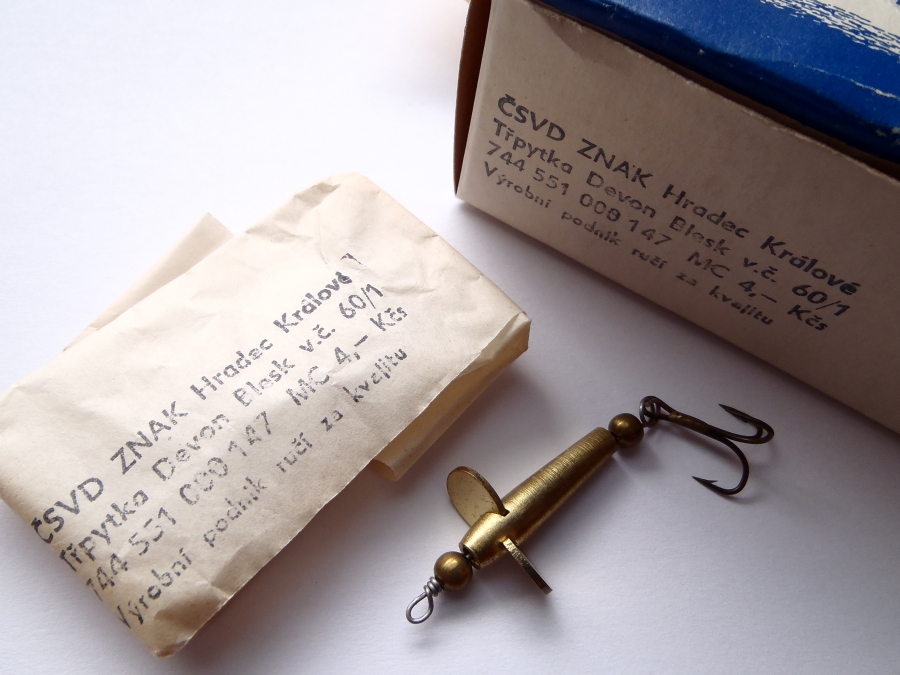 ČSVD ZNAK Hradec Králové
Třpytka Devon Blesk v.č. 60/1
744 551 009 147 MC 4,– Kčs
Výrobní podnik ručí za kvalitu
ČSVD ZNAK Hradec Králové
Třpytka Devon Blesk v.č. 60/1
744 551 009 147 MC 4,– Kčs
Výrobní podnik ručí za kvalitu